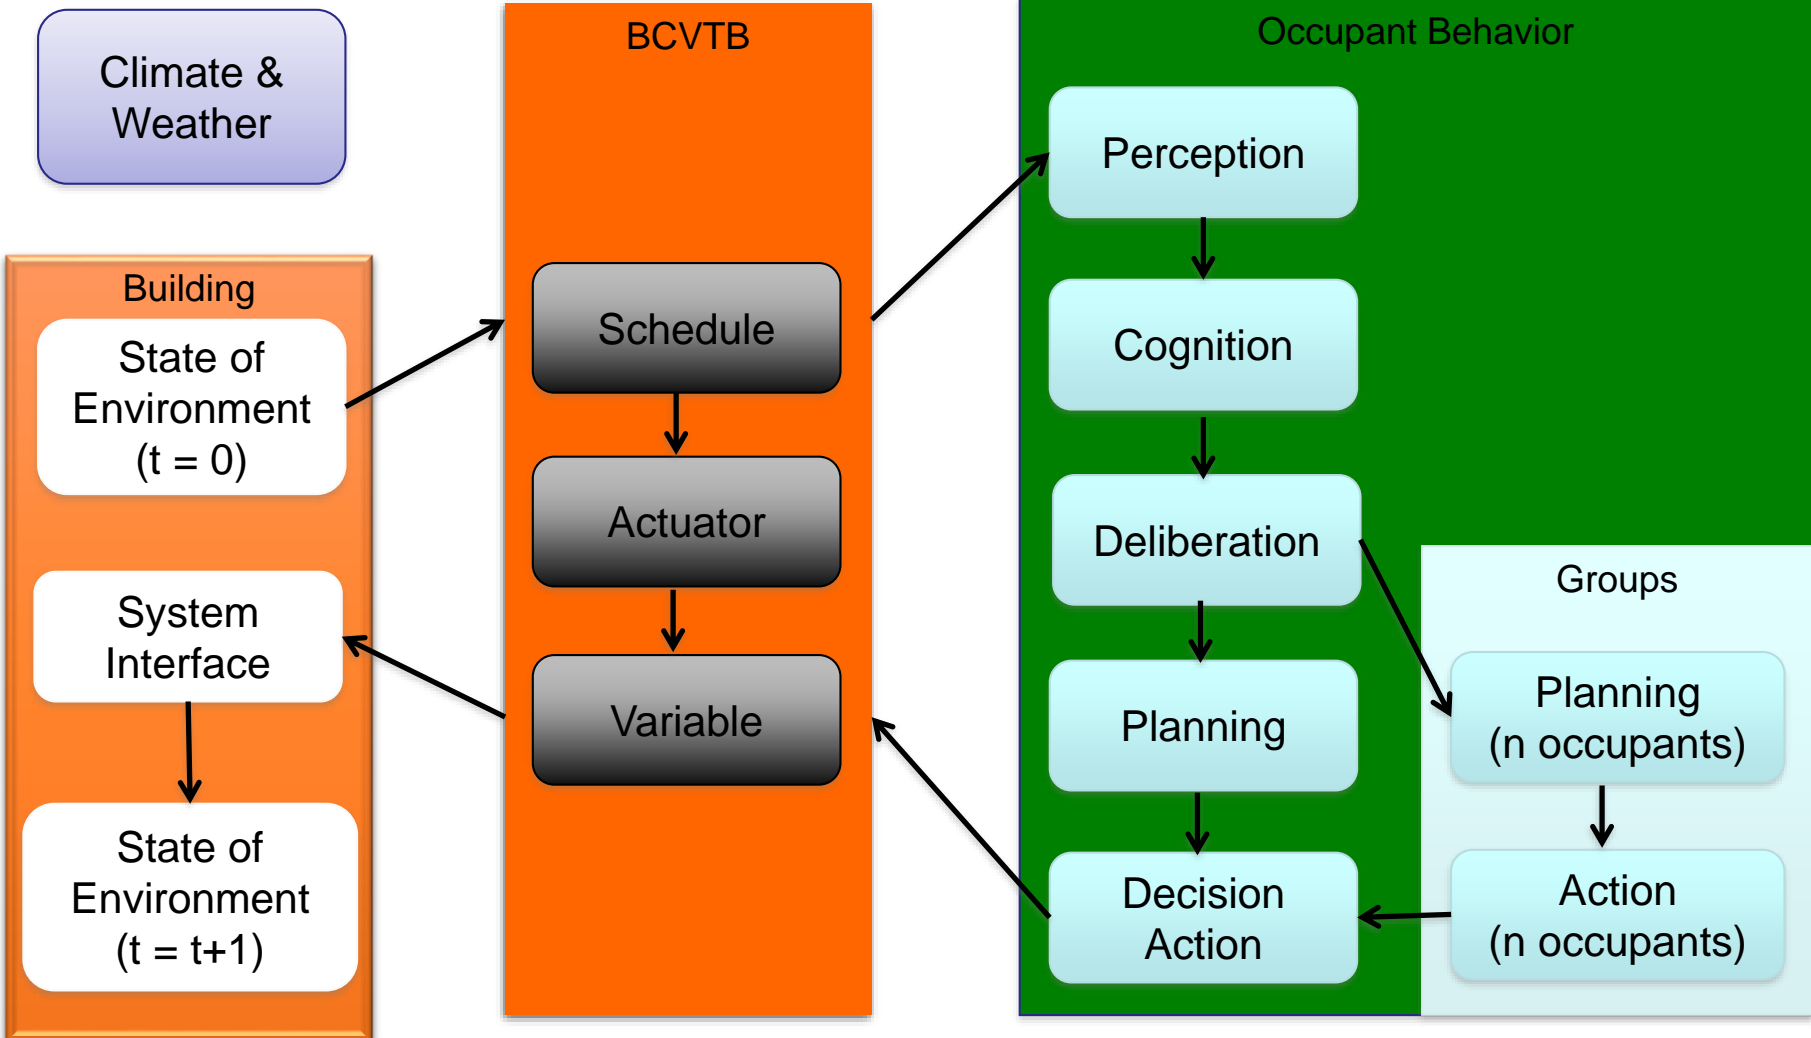 Climate &
Weather
Building
State of
Environment
(t = 0)
System
Interface
State of
Environment
(t = t+1)
BCVTB
Schedule
Actuator
Variable
Occupant Behavior
Perception
Cognition
Deliberation
Planning
Decision
Action
Groups
Planning
(n occupants)
Action
(n occupants)